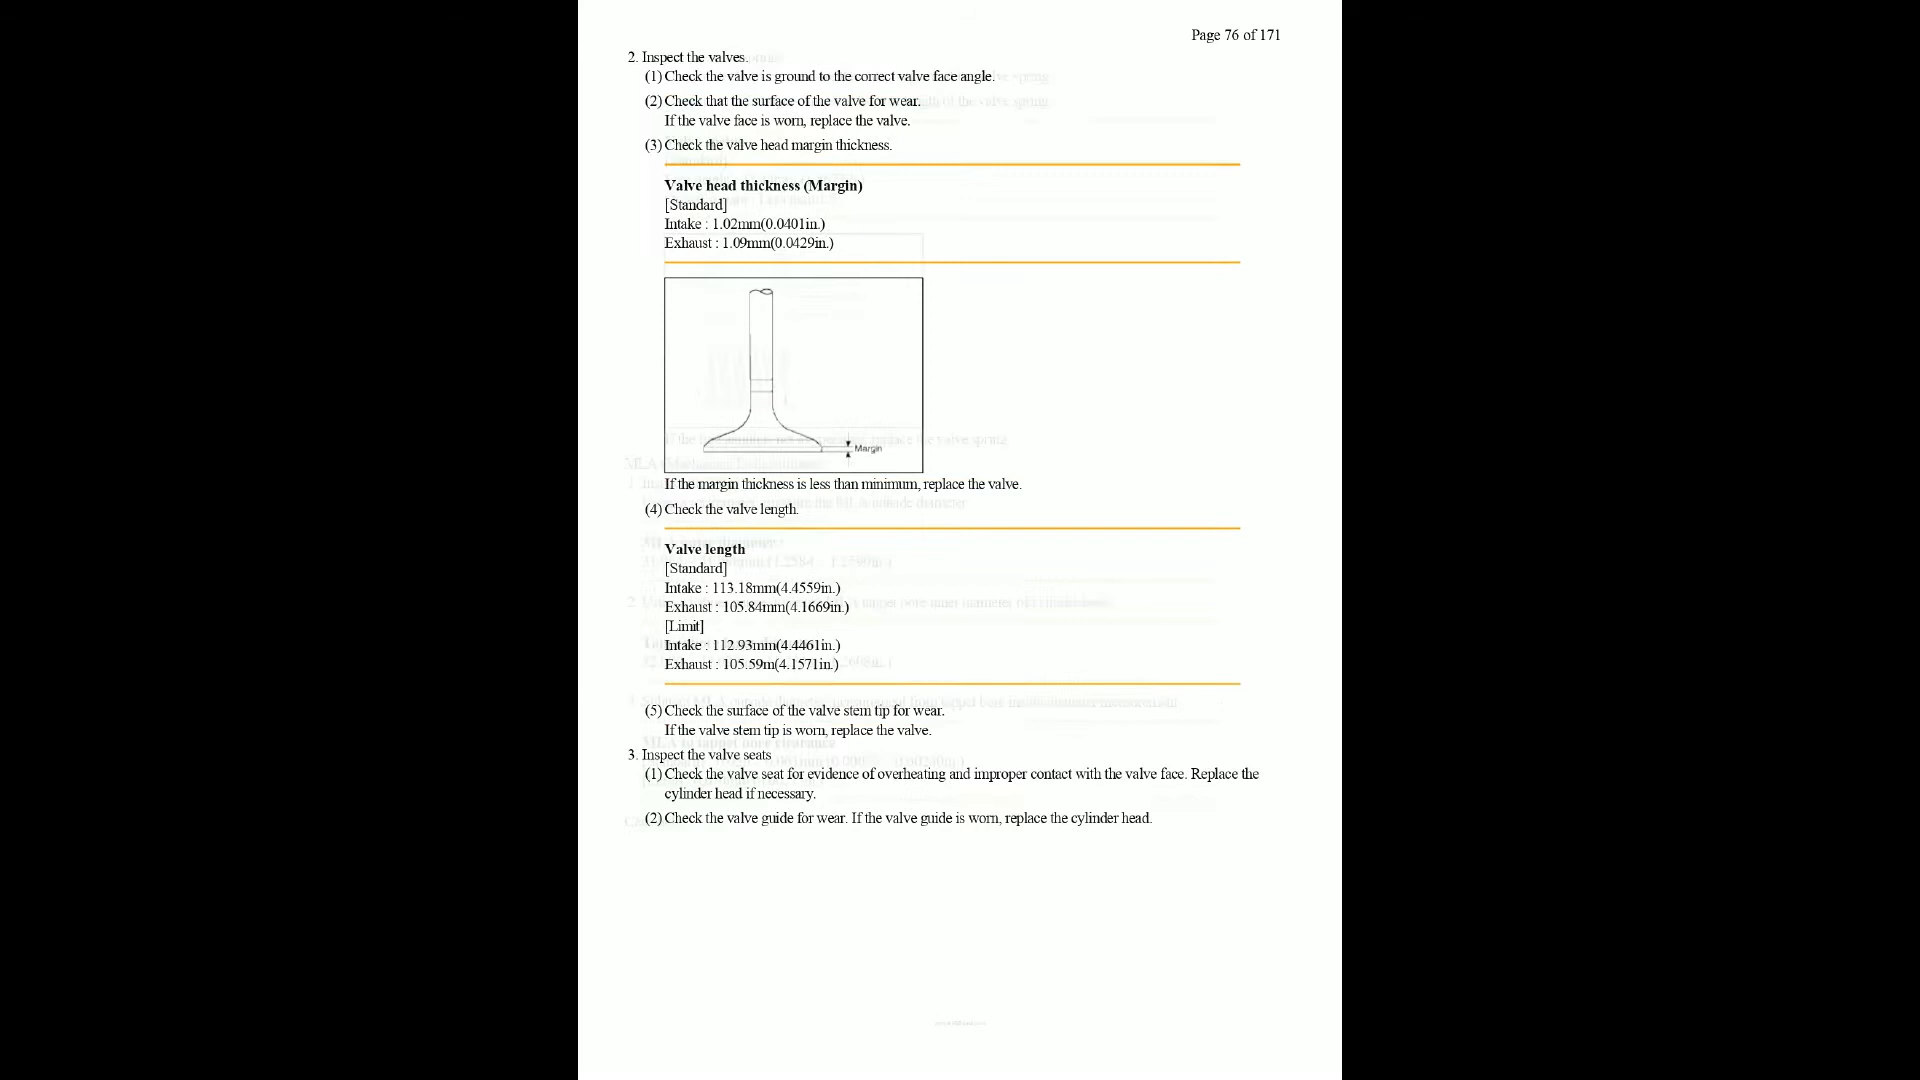 Page 76 of 171
2. Inspect the valves.
(1) Check the valve is ground to the correct valve face angle.
(2) Check that the surface of the valve for wear.
If the valve face is worn, replace the valve.
(3) Check the valve head margin thickness.
Valve head thickness (Margin)
[Standard]
Intake : 1.02mm(0.0401in.)
Exhaust : 1.09mm(0.0429in.)
Margin
If the margin thickness is less than minimum, replace the valve.
(4) Check the valve length.
Valve length
[Standard]
Intake : 113.18mm(4.4559in.)
Exhaust : 105.84mm(4.1669in.)
[Limit]
Intake : 112.93mm(4.4461in.)
Exhaust : 105.59m(4.1571in.)
(5) Check the surface of the valve stem tip for wear.
If the valve stem tip is worn, replace the valve.
3. Inspect the valve seats
(1) Check the valve seat for evidence of overheating and improper contact with the valve face. Replace the
cylinder head if necessary.
(2) Check the valve guide for wear. If the valve guide is worn, replace the cylinder head.